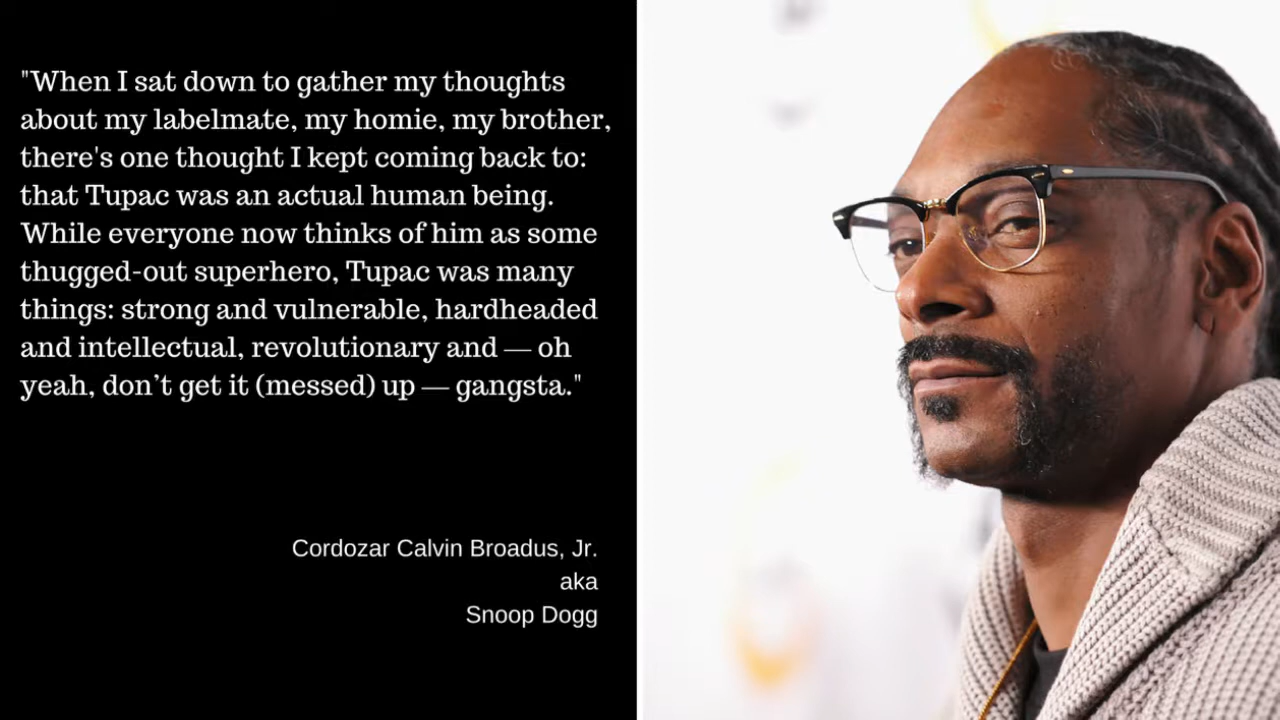 "When I sat down to gather my thoughts
about my labelmate, my homie, my brother,
there's one thought I kept coming back to:
that Tupac was an actual human being.
While everyone now thinks of him as some
thugged-out superhero, Tupac was many
things: strong and vulnerable, hardheaded
and intellectual, revolutionary and — oh
yeah, don’t get it (messed) up — gangsta."
Cordozar Calvin Broadus, Jr.
aka
Snoop Dogg